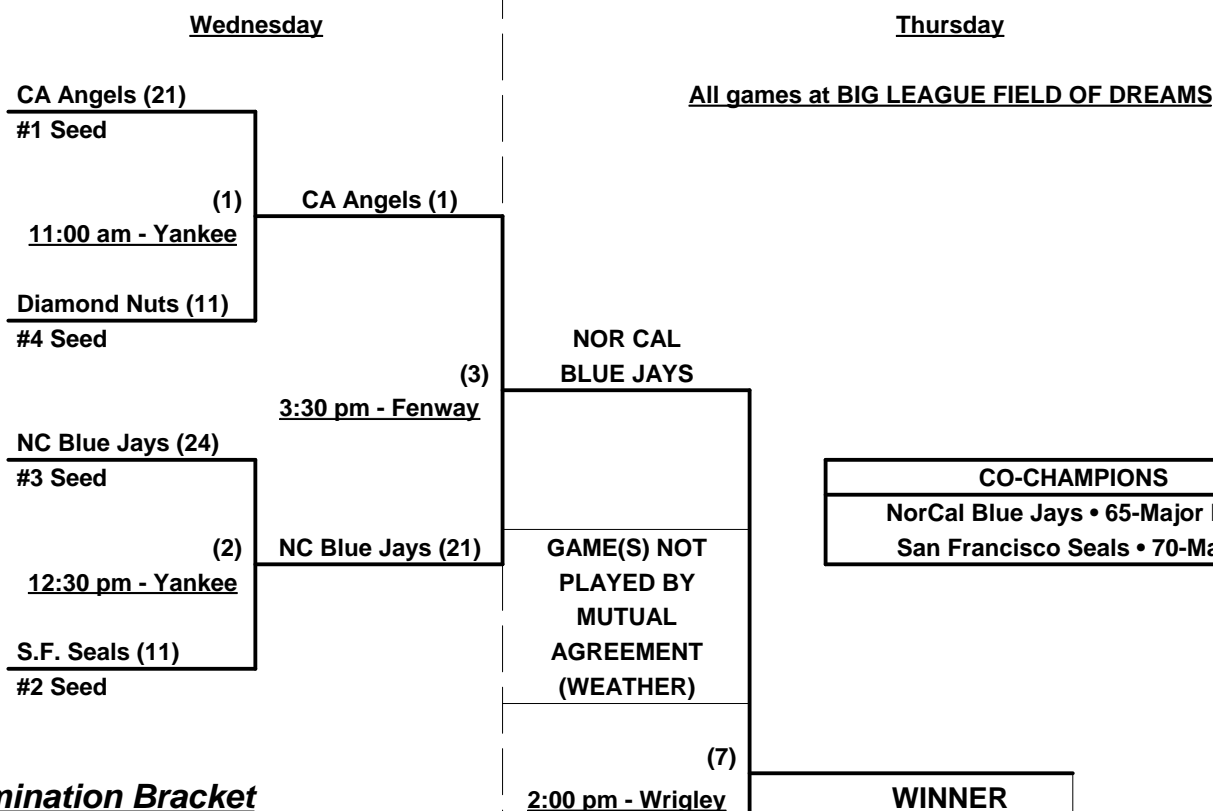 Wednesday
Thursday
CA Angels (21)
All games at BIG LEAGUE FIELD OF DREAMS
#1 Seed
(1)
CA Angels (1)
11:00 am - Yankee
Diamond Nuts (11)
#4 Seed
NOR CAL
BLUE JAYS
(3)
3:30 pm - Fenway
NC Blue Jays (24)
#3 Seed
CO-CHAMPIONS
NorCal Blue Jays • 65-Major
San Francisco Seals • 70-Ma
(2)
NC Blue Jays (21)
12:30 pm - Yankee
GAME(S) NOT
PLAYED BY
MUTUAL
AGREEMENT
(WEATHER)
S.F. Seals (11)
#2 Seed
(7)
mination Bracket
2:00 pm - Wrigley
WINNER